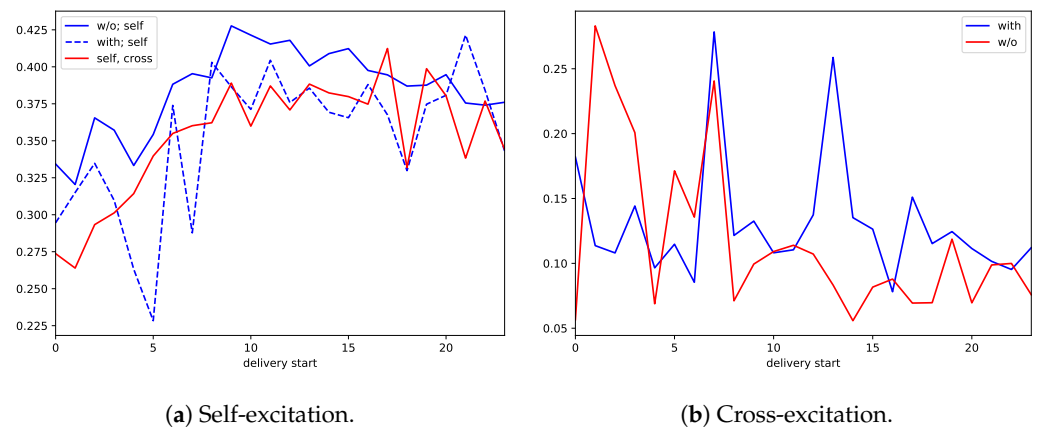 0.425
0.400
0.375
0.350
0.325
0.300
0.275
0.250
0.225
w/o; self
with; self
self, cross
0 5 10 15 20
delivery start
(a) Self-excitation.
0.25
0.20
0.15
0.10
0.05
with
w/o
0 5 10 15 20
delivery start
(b) Cross-excitation.